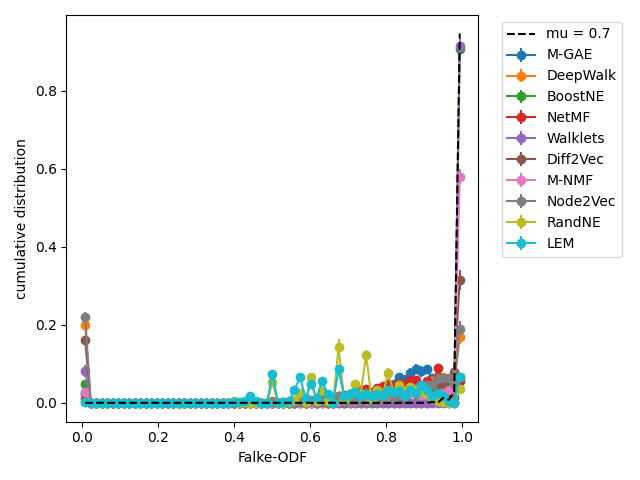 cumulative distribution
0.8
0.6
0.4
0.2
0.0
0.0 0.2 0.4 0.6 0.8 1.0
Falke-ODF
mu = 0.7
M-GAE
DeepWalk
BoostNE
NetMF
Walklets
Diff2Vec
M-NMF
Node2Vec
RandNE
LEM